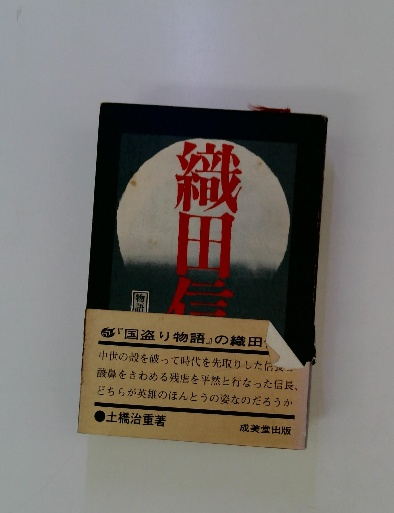 織田信
物語
『国盗り物語』の織田
中世の殻を破って時代を先取りした信長
酸鼻をきわめる残虐を平然と行なった信長、
どちらが英雄のほんとうの姿なのだろうか
●土橋治重著
成美堂出版